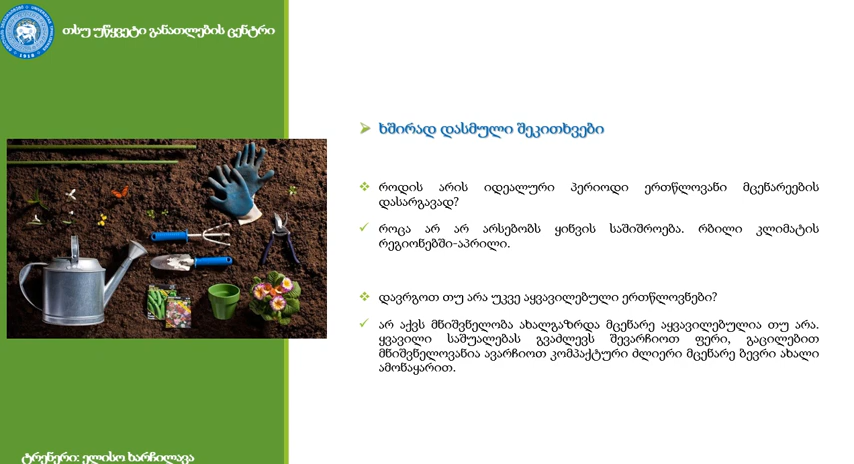 თსუ უწყვეტი განათლების ცენტრი
ხშირად დასმული შეკითხვები
როდის არის იდეალური პერიოდი ერთწლოვანი მცენარეების
დასარგავად?
როცა არ არ არსებობს ყინვის საშიშროება. რბილი კლიმატის
რეგიონებში-აპრილი.
დავრგოთ თუ არა უკვე აყვავილებული ერთწლოვნები?
არ აქვს მნიშვნელობა ახალგაზრდა მცენარე აყვავილებულია თუ არა.
ყვავილი საშუალებას გვაძლევს შევარჩიოთ ფერი, გაცილებით
მნიშვნელოვანია ავარჩიოთ კომპაქტური ძლიერი მცენარე ბევრი ახალი
ამონაყარით.
ტრენერი: ელისო ხარჩილავა